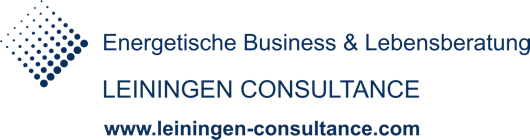 Energetische Business & Lebensberatung
LEININGEN CONSULTANCE
www.leiningen-consultance.com